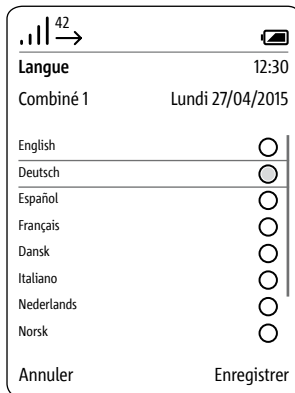 42
Langue 12:30
Combiné 1 Lundi 27/04/2015
English
Deutsch
Español
Français
Dansk
Italiano
Nederlands
Norsk
Annuler Enregistrer